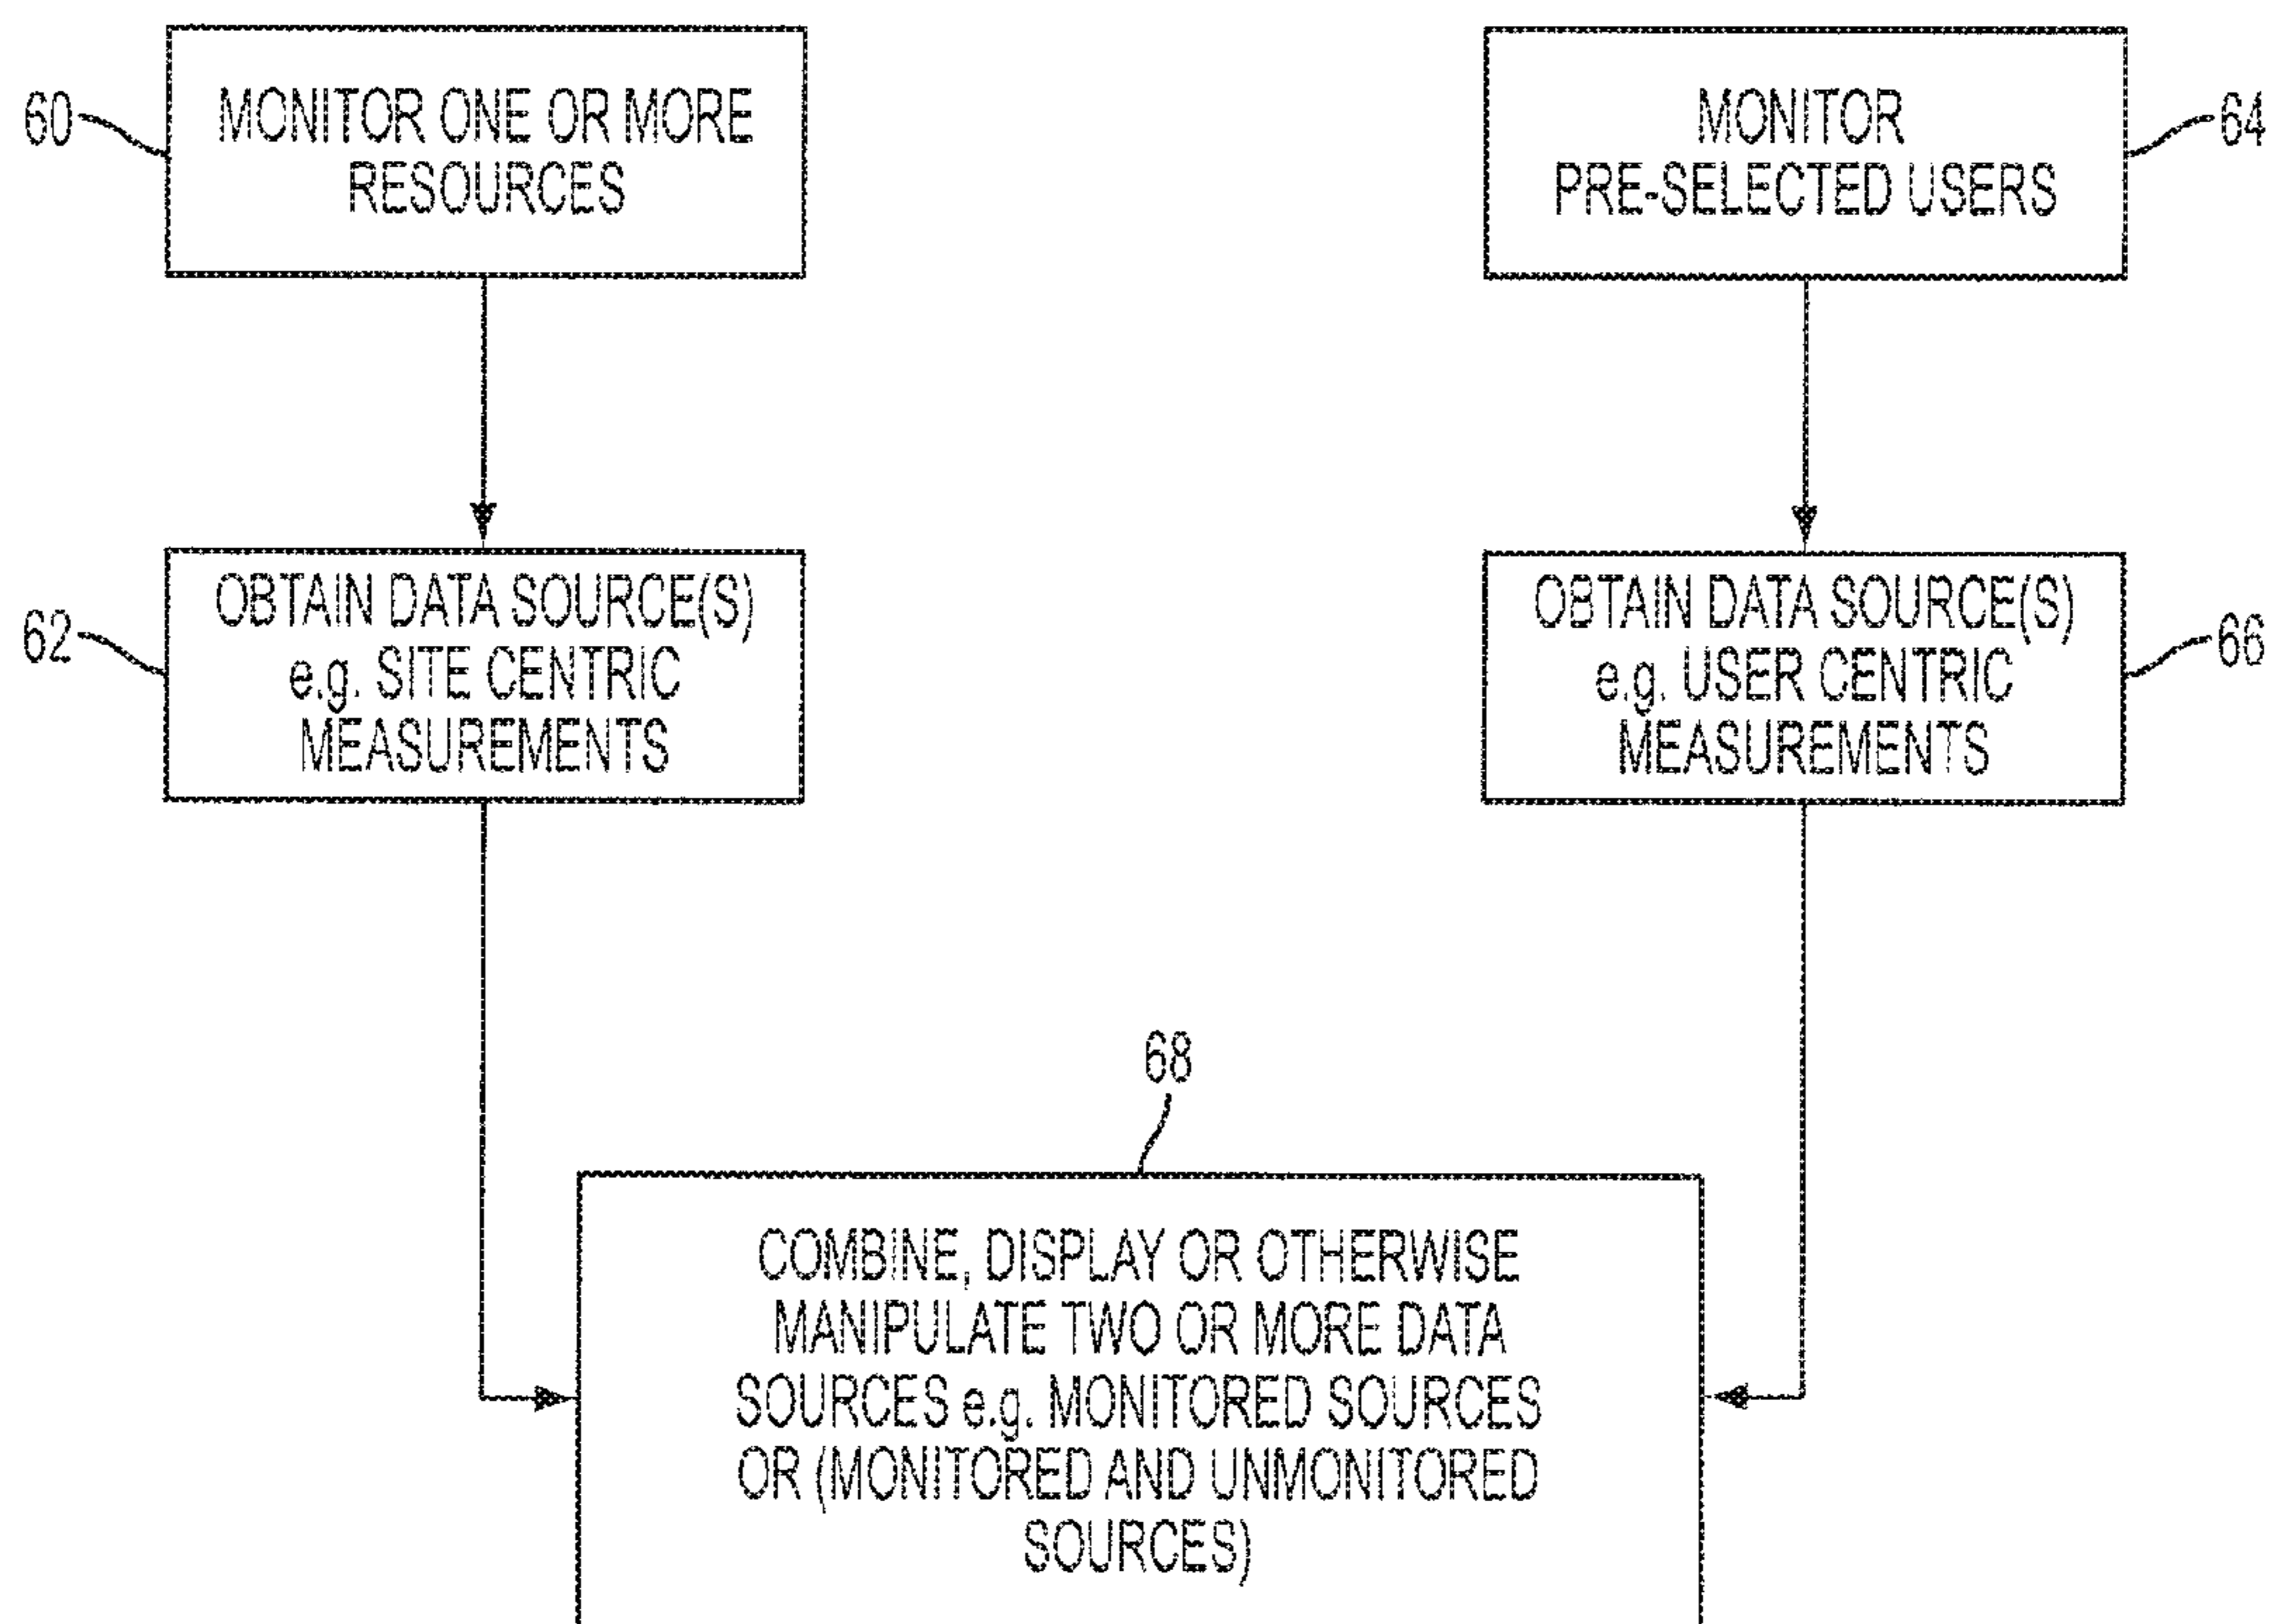 60
MONITOR ONE OR MORE
RESOURCES
MONITOR
PRE-SELECTED USERS
64
62
OBTAIN DATA SOURCE(S)
e.g. SITE CENTRIC
MEASUREMENTS
OBTAIN DATA SOURCE(S)
e.g. USER CENTRIC
MEASUREMENTS
66
68
COMBINE, DISPLAY OR OTHERWISE
MANIPULATE TWO OR MORE DATA
SOURCES e.g. MONITORED SOURCES
OR (MONITORED AND UNMONITORED
SOURCES)